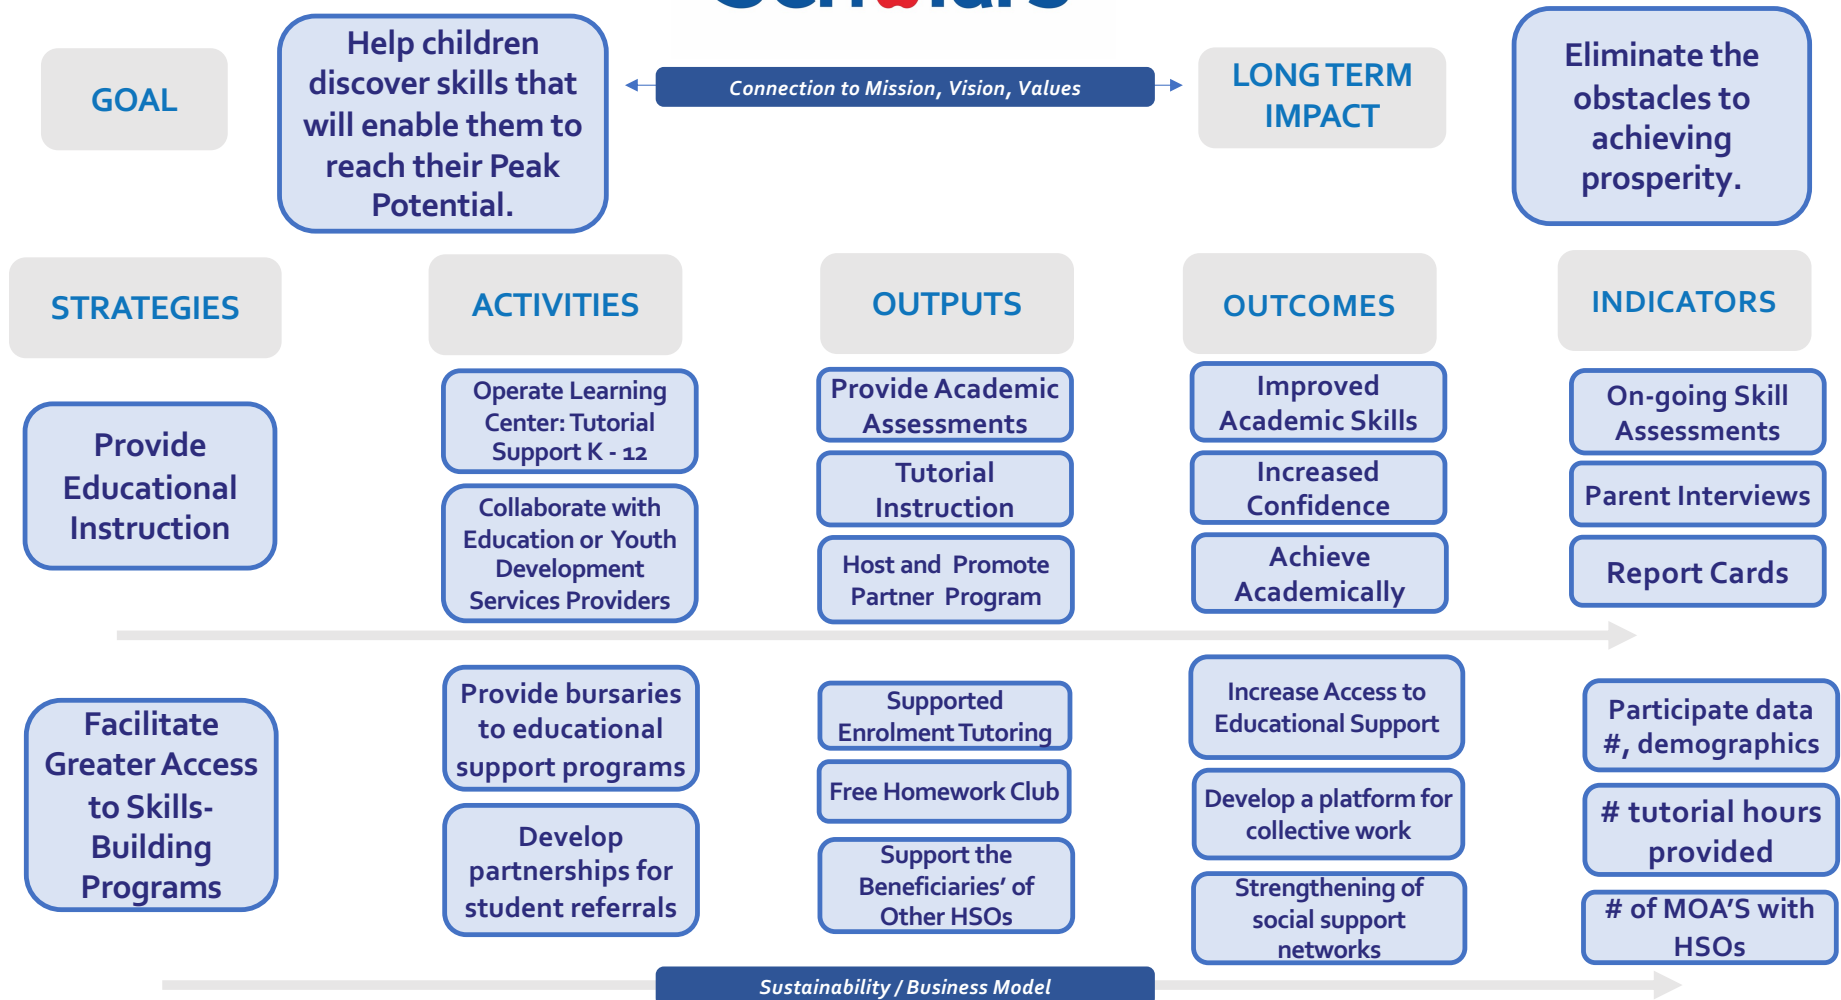 GOAL
Help children
discover skills that
will enable them to
reach their Peak
Potential.
Connection to Mission, Vision, Values
LONG TERM
IMPACT
Eliminate the
obstacles to
achieving
prosperity.
STRATEGIES
ACTIVITIES
OUTPUTS
OUTCOMES
INDICATORS
Provide
Educational
Instruction
Operate Learning
Center: Tutorial
Support K - 12
Collaborate with
Education or Youth
Development
Services Providers
Provide Academic
Assessments
Tutorial
Instruction
Host and Promote
Partner Program
Improved
Academic Skills
Increased
Confidence
Achieve
Academically
On-going Skill
Assessments
Parent Interviews
Report Cards
Facilitate
Greater Access
to Skills-
Building
Programs
Provide bursaries
to educational
support programs
Develop
partnerships for
student referrals
Supported
Enrolment Tutoring
Free Homework Club
Support the
Beneficiaries’ of
Other HSOs
Increase Access to
Educational Support
Develop a platform for
collective work
Strengthening of
social support
networks
Participate data
#, demographics
# tutorial hours
provided
# of MOA’S with
HSOs
Sustainability / Business Model